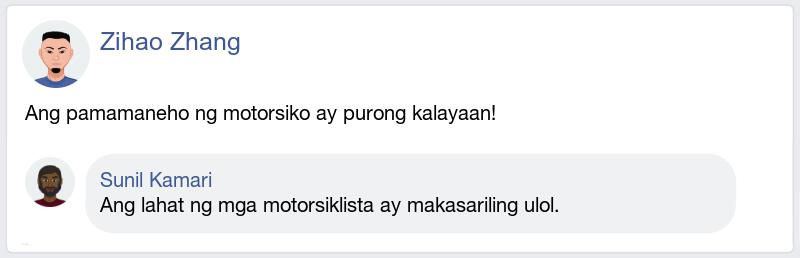 Zihao Zhang
Ang pamamaneho ng motorsiko ay purong kalayaan!
Sunil Kamari
Ang lahat ng mga motorsiklista ay makasariling ulol.